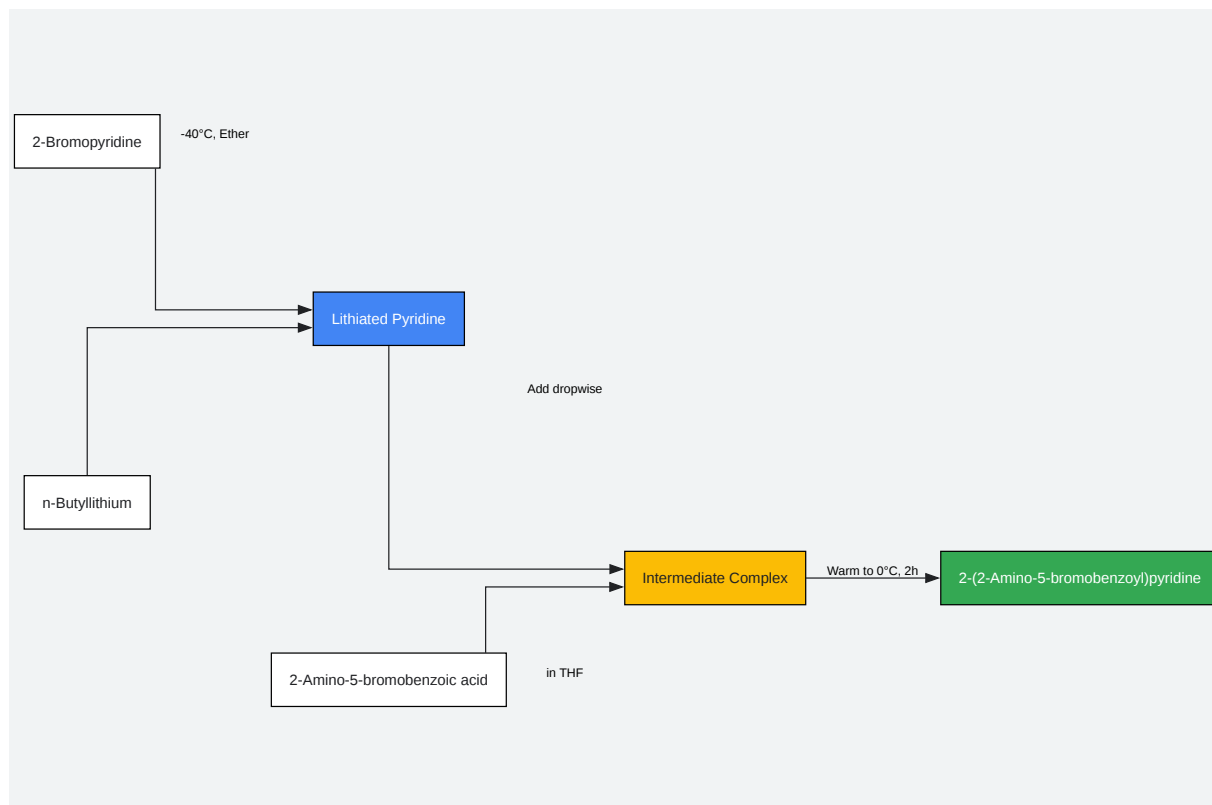 2-Bromopyridine
-40°C, Ether
Lithiated Pyridine
Add dropwise
n-Butyllithium
Intermediate Complex
Warm to 0°C, 2h
2-(2-Amino-5-bromobenzoyl)pyridine
2-Amino-5-bromobenzoic acid
in THF